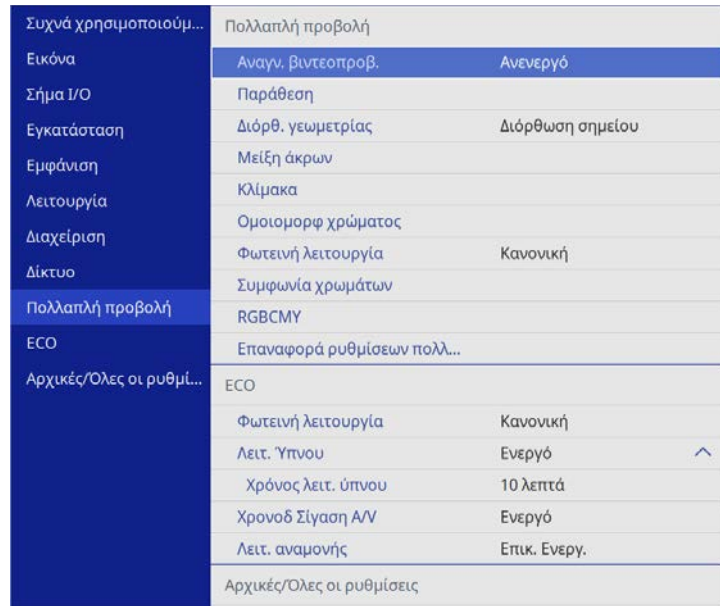 Συχνά χρησιμοποιούμ...
Εικόνα
Σήμα I/O
Εγκατάσταση
Εμφάνιση
Λειτουργία
Διαχείριση
Δίκτυο
Πολλαπλή προβολή
ECO
Αρχικές/Όλες οι ρυθμί...
Πολλαπλή προβολή
Αναγν. βιντεοπροβ. Ανενεργό
Παράθεση
Διόρθ. γεωμετρίας Διόρθωση σημείου
Μείξη άκρων
Κλίμακα
Ομοιομορφ χρώματος
Φωτεινή λειτουργία Κανονική
Συμφωνία χρωμάτων
RGBCMY
Επαναφορά ρυθμίσεων πολλ...
ECO
Φωτεινή λειτουργία Κανονική
Λειτ. Ύπνου Ενεργό
Χρόνος λειτ. ύπνου 10 λεπτά
Χρονοδ Σίγαση A/V Ενεργό
Λειτ. αναμονής Επικ. Ενεργ.
Αρχικές/Όλες οι ρυθμίσεις